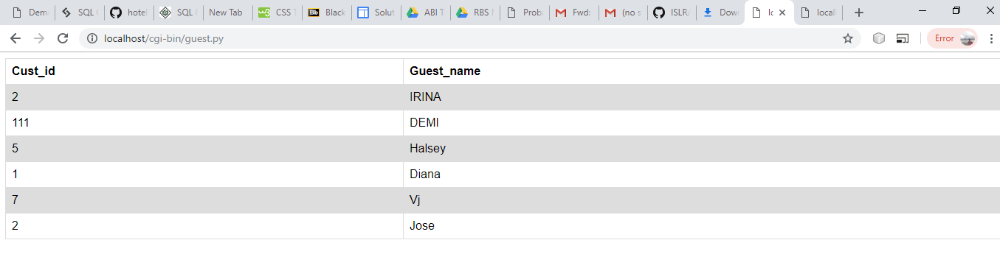 Dem SQL hote SQL New Tab CSS T Bb Black Solut ABI T RBS Prob Fwd: (no s ISLR/ Dow lo local
localhost/cgi-bin/guest.py Error
Cust_id Guest_name
2 IRINA
111 DEMI
5 Halsey
1 Diana
7 Vj
2 Jose